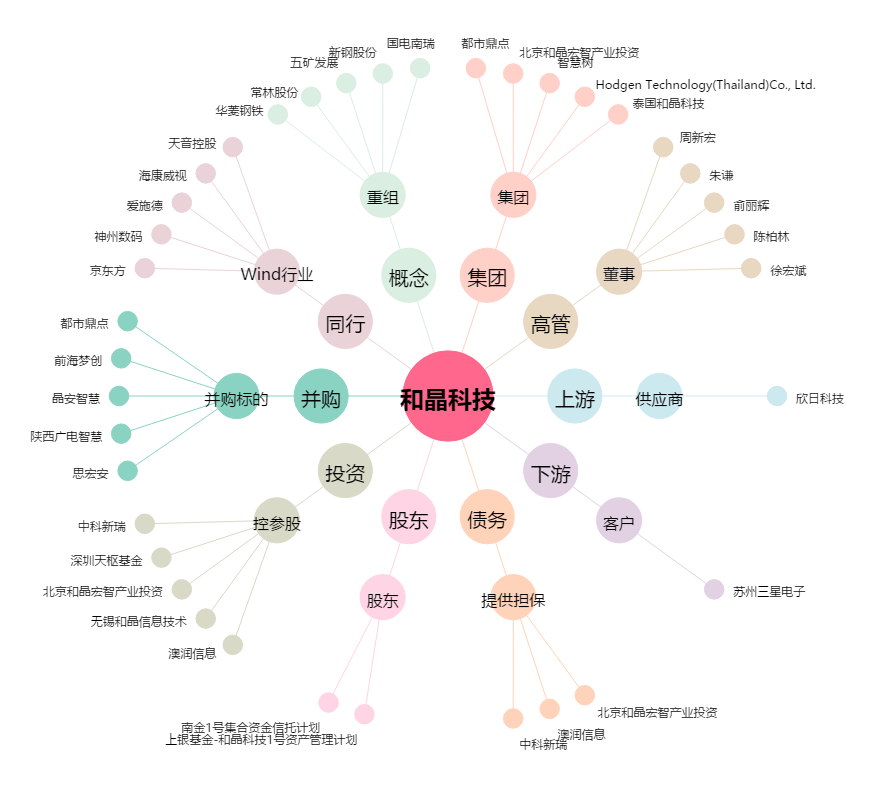 国电南瑞
新钢股份
五矿发展
常林股份
华菱钢铁
重组
概念
都市鼎点
北京和晶宏智产业投资
智慧树
Hodgen Technology(Thailand)Co., Ltd.
泰国和晶科技
集团
集团
天音控股
海康威视
爱施德
神州数码
京东方
Wind行业
同行
周新宏
朱谦
俞丽辉
陈柏林
徐宏斌
董事
高管
都市鼎点
前海梦创
晶安智慧
陕西广电智慧
思宏安
并购标的
并购
和晶科技
上游
供应商
欣日科技
投资
控参股
中科新瑞
深圳天枢基金
北京和晶宏智产业投资
无锡和晶信息技术
澳润信息
下游
客户
苏州三星电子
股东
股东
南金1号集合资金信托计划
上银基金-和晶科技1号资产管理计划
债务
提供担保
北京和晶宏智产业投资
澳润信息
中科新瑞